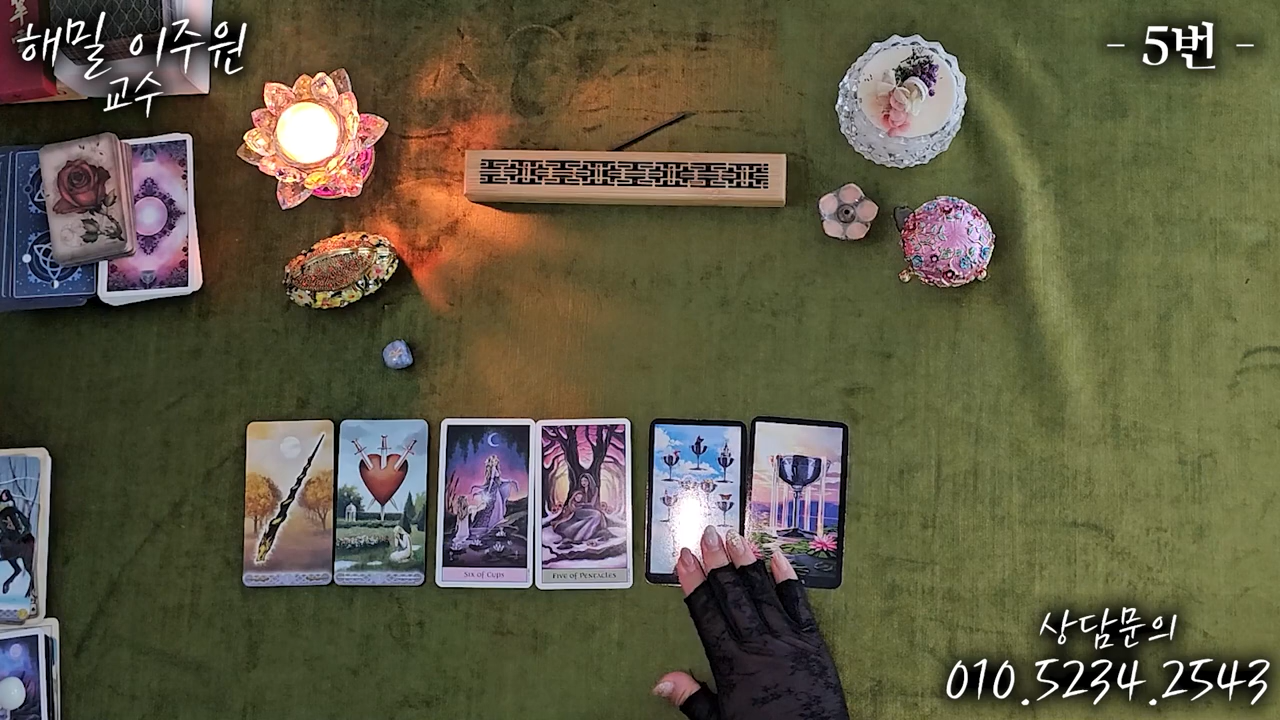 해밀 이주원
교수
- 5번 -
SIX OF CUPS
FIVE OF PENTACLES
상담문의
010.5234.2543